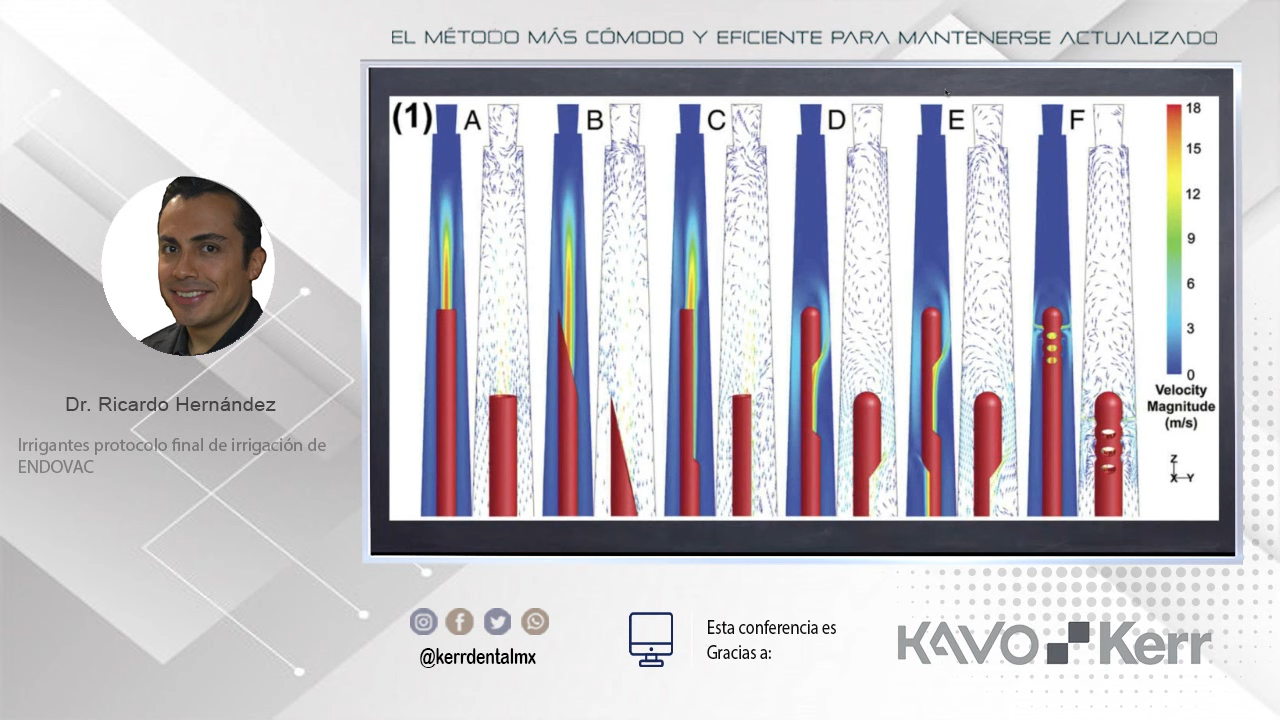 EL MÉTODO MÁS CÓMODO Y EFICIENTE PARA MANTENERSE ACTUALIZADO
(1) A B C D E F
18
15
12
9
6
3
0
Velocity
Magnitude
(m/s)
Z
X Y
Dr. Ricardo Hernández
Irrigantes protocolo final de irrigación de
ENDOVAC
@kerrdentalmx
Esta conferencia es
Gracias a:
KAVO Kerr